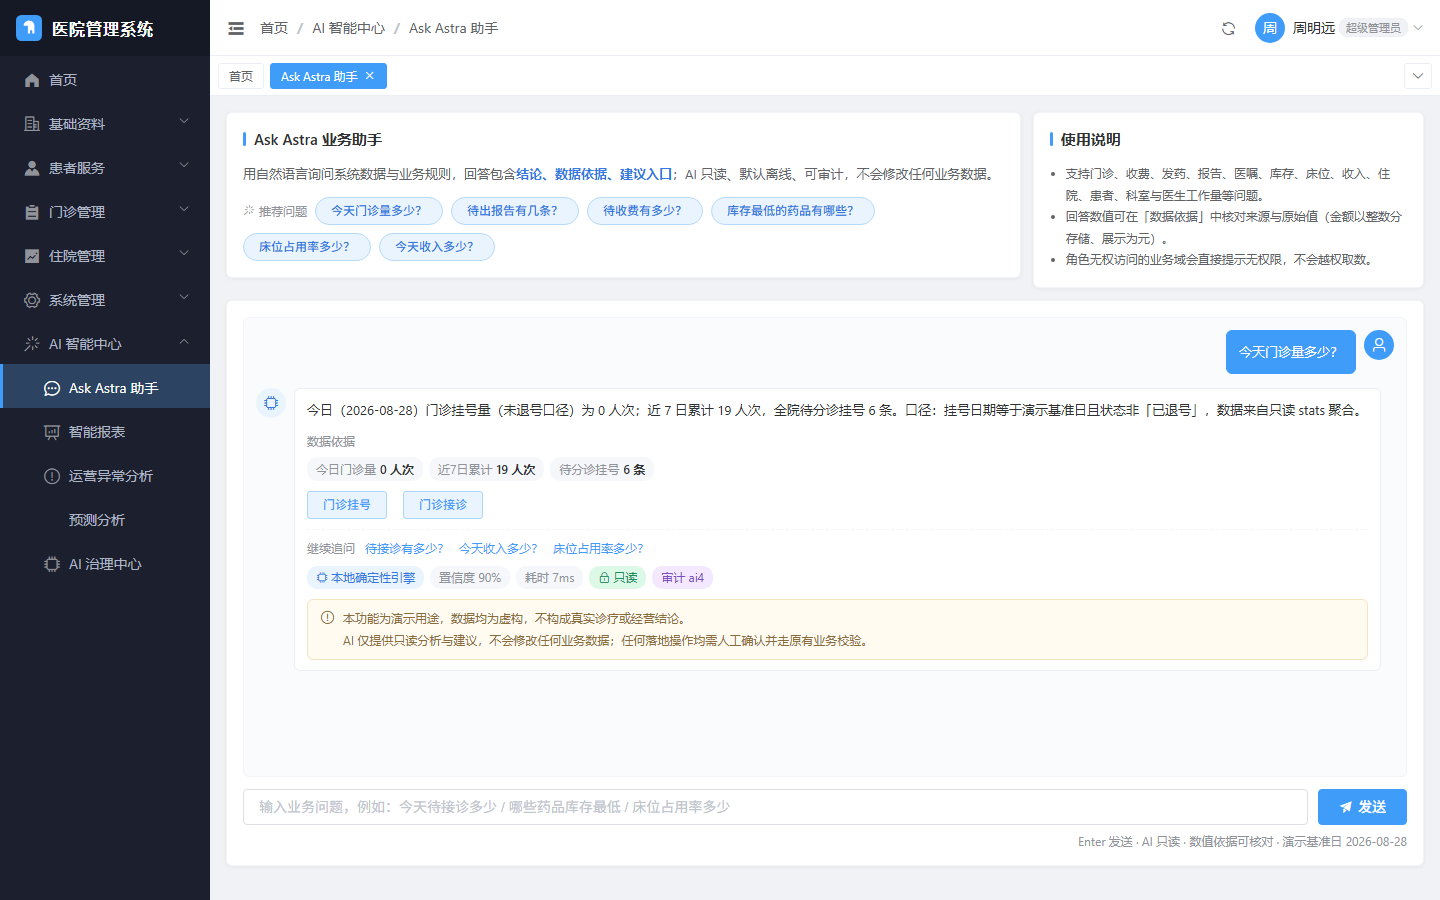 医院管理系统
首页
基础资料
患者服务
门诊管理
住院管理
系统管理
AI 智能中心
Ask Astra 助手
智能报表
运营异常分析
预测分析
AI 治理中心
首页 / AI 智能中心 / Ask Astra 助手
周 周明远 超级管理员
首页 Ask Astra 助手
Ask Astra 业务助手
用自然语言询问系统数据与业务规则，回答包含结论、数据依据、建议入口；AI 只读、默认离线、可审计，不会修改任何业务数据。
推荐问题 今天门诊量多少？ 待出报告有几条？ 待收费有多少？ 库存最低的药品有哪些？
床位占用率多少？ 今天收入多少？
使用说明
支持门诊、收费、发药、报告、医嘱、库存、床位、收入、住
院、患者、科室与医生工作量等问题。
回答数值可在「数据依据」中核对来源与原始值（金额以整数分
存储、展示为元）。
角色无权访问的业务域会直接提示无权限，不会越权取数。
今天门诊量多少？
今日（2026-08-28）门诊挂号量（未退号口径）为 0 人次；近 7 日累计 19 人次，全院待分诊挂号 6 条。口径：挂号日期等于演示基准日且状态非「已退号」，数据来自只读 stats 聚合。
数据依据
今日门诊量 0 人次 近7日累计 19 人次 待分诊挂号 6 条
门诊挂号 门诊接诊
继续追问 待接诊有多少？ 今天收入多少？ 床位占用率多少？
本地确定性引擎 置信度 90% 耗时 7ms 只读 审计 ai4
本功能为演示用途，数据均为虚构，不构成真实诊疗或经营结论。
AI 仅提供只读分析与建议，不会修改任何业务数据；任何落地操作均需人工确认并走原有业务校验。
输入业务问题，例如：今天待接诊多少 / 哪些药品库存最低 / 床位占用率多少
发送
Enter 发送 · AI 只读 · 数值依据可核对 · 演示基准日 2026-08-28